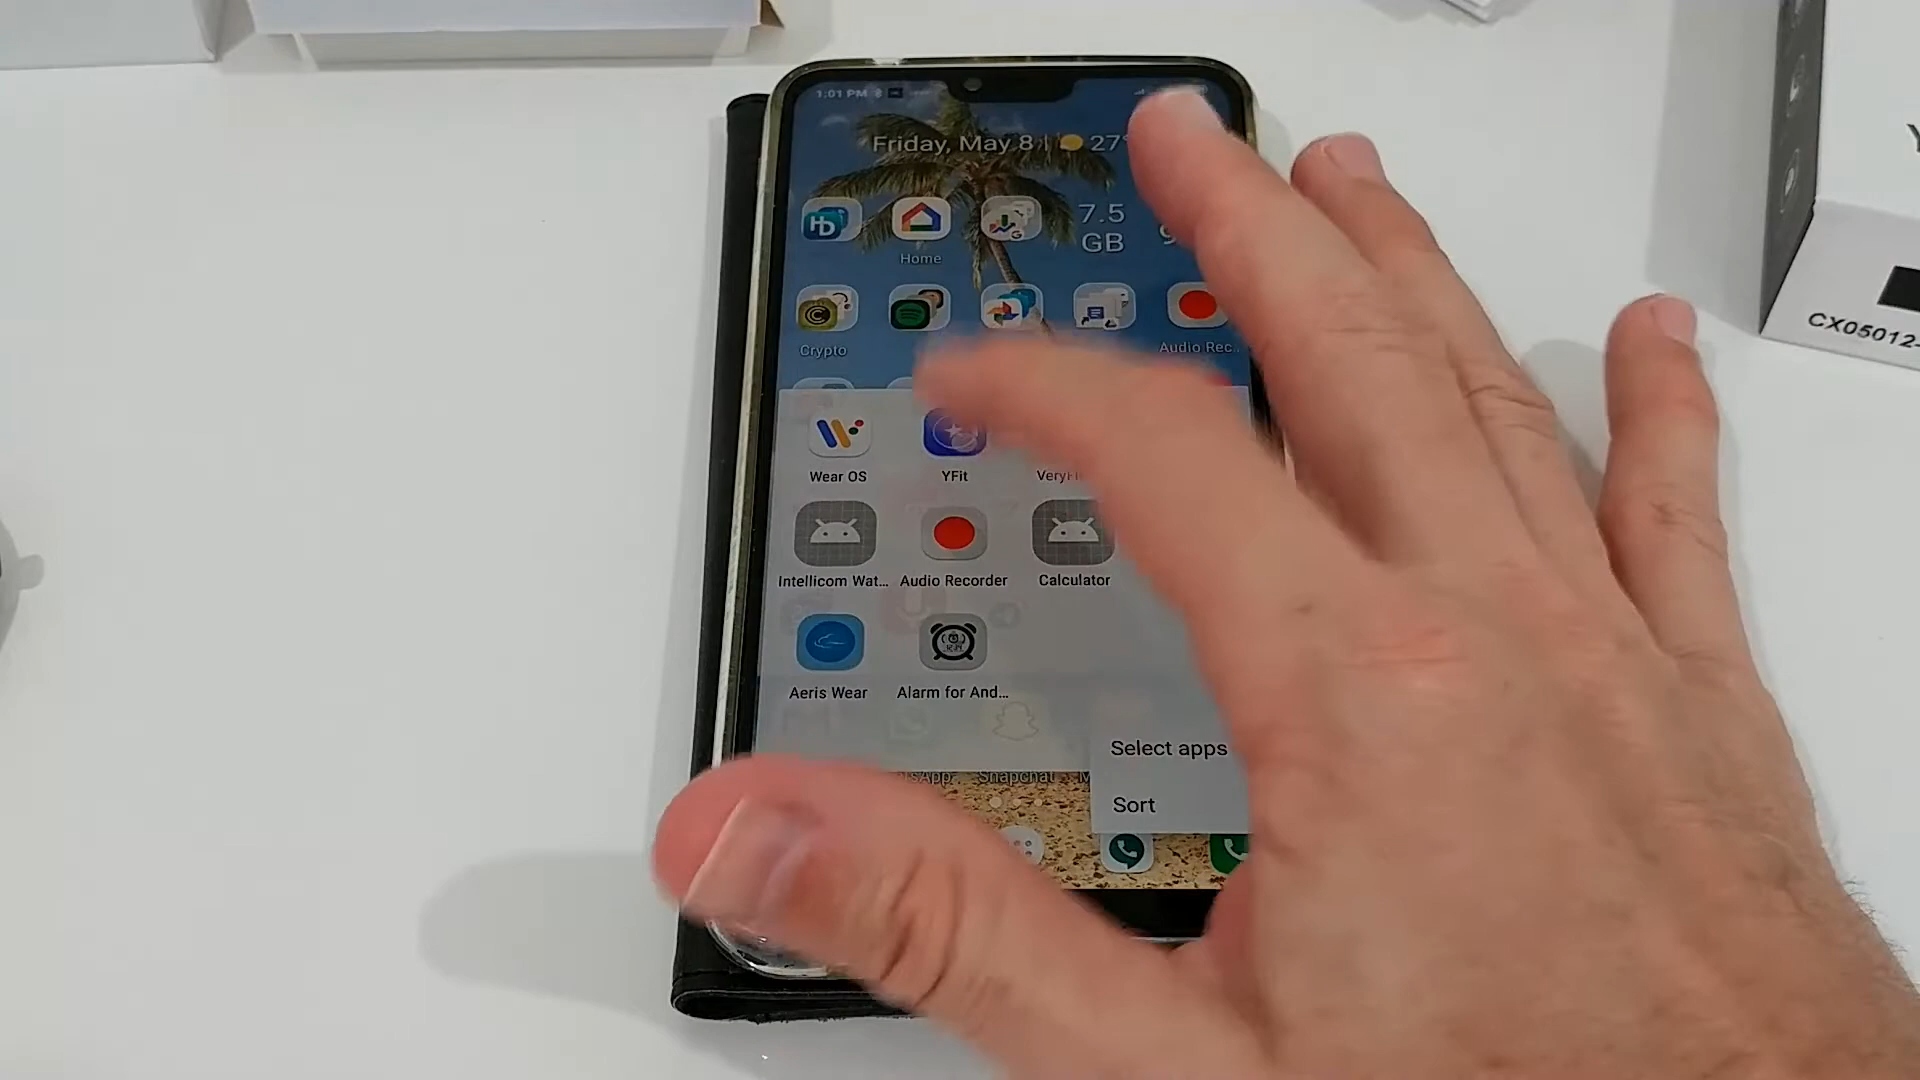 1:01 PM
Friday, May 8 | 27°
HD
7.5
GB
Home
Crypto
Audio Rec..
Wear OS
YFit
Intellicom Wat...
Audio Recorder
Calculator
Aeris Wear
Alarm for And...
Select apps
Snapchat
Sort
CX05012-